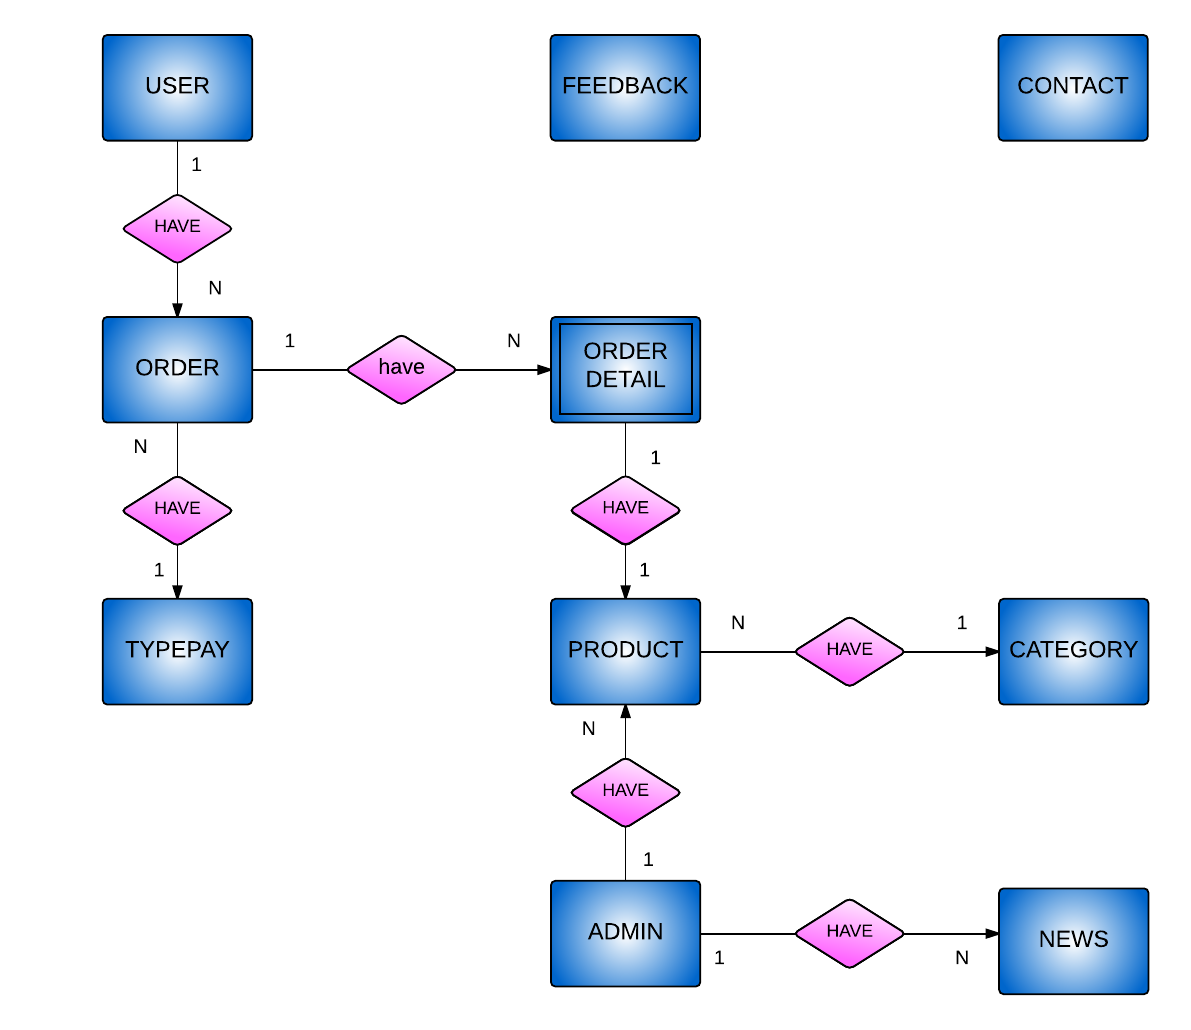 USER
FEEDBACK
CONTACT
1
HAVE
N
ORDER
1
have
N
ORDER
DETAIL
N
HAVE
1
TYPEPAY
1
HAVE
1
PRODUCT
N
HAVE
1
CATEGORY
N
HAVE
1
ADMIN
1
HAVE
N
NEWS